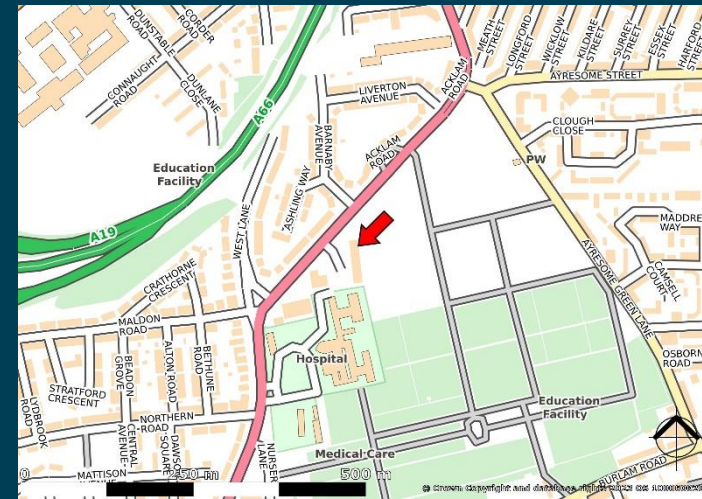 CORDER
ROAD
DUNSTABLE
ROAD
CONNAUGHT
ROAD
DUNLANE
CLOSE
A66
LIVERTON
AVENUE
BARNABY
AVENUE
ACKLAM
ROAD
MEATH
STREET
LONGFORD
STREET
WICKLOW
STREET
KILDARE
STREET
SURREY
STREET
ESSEX
STREET
HARFORD
STREET
AYRESOME STREET
CLOUGH
CLOSE
PW
ACKLAM
ROAD
Education
Facility
ASHLING WAY
WEST LANE
A19
MADDREN
WAY
CAMSELL
COURT
AYRESOME GREEN LANE
CRATHORNE
CRESCENT
MALDON
ROAD
BEADON
GROVE
ALTON ROAD
BETHUNE
ROAD
Hospital
OSBORNE
ROAD
STRATFORD
CRESCENT
LYDBROOK
ROAD
Education
Facility
NORTHERN
ROAD
CENTRAL
AVENUE
DAWSON
SQUARE
Medical Care
LANE
MATTISON
AVENUE
0
250 m
500 m
BURLAM ROAD
© Crown Copyright and database rights